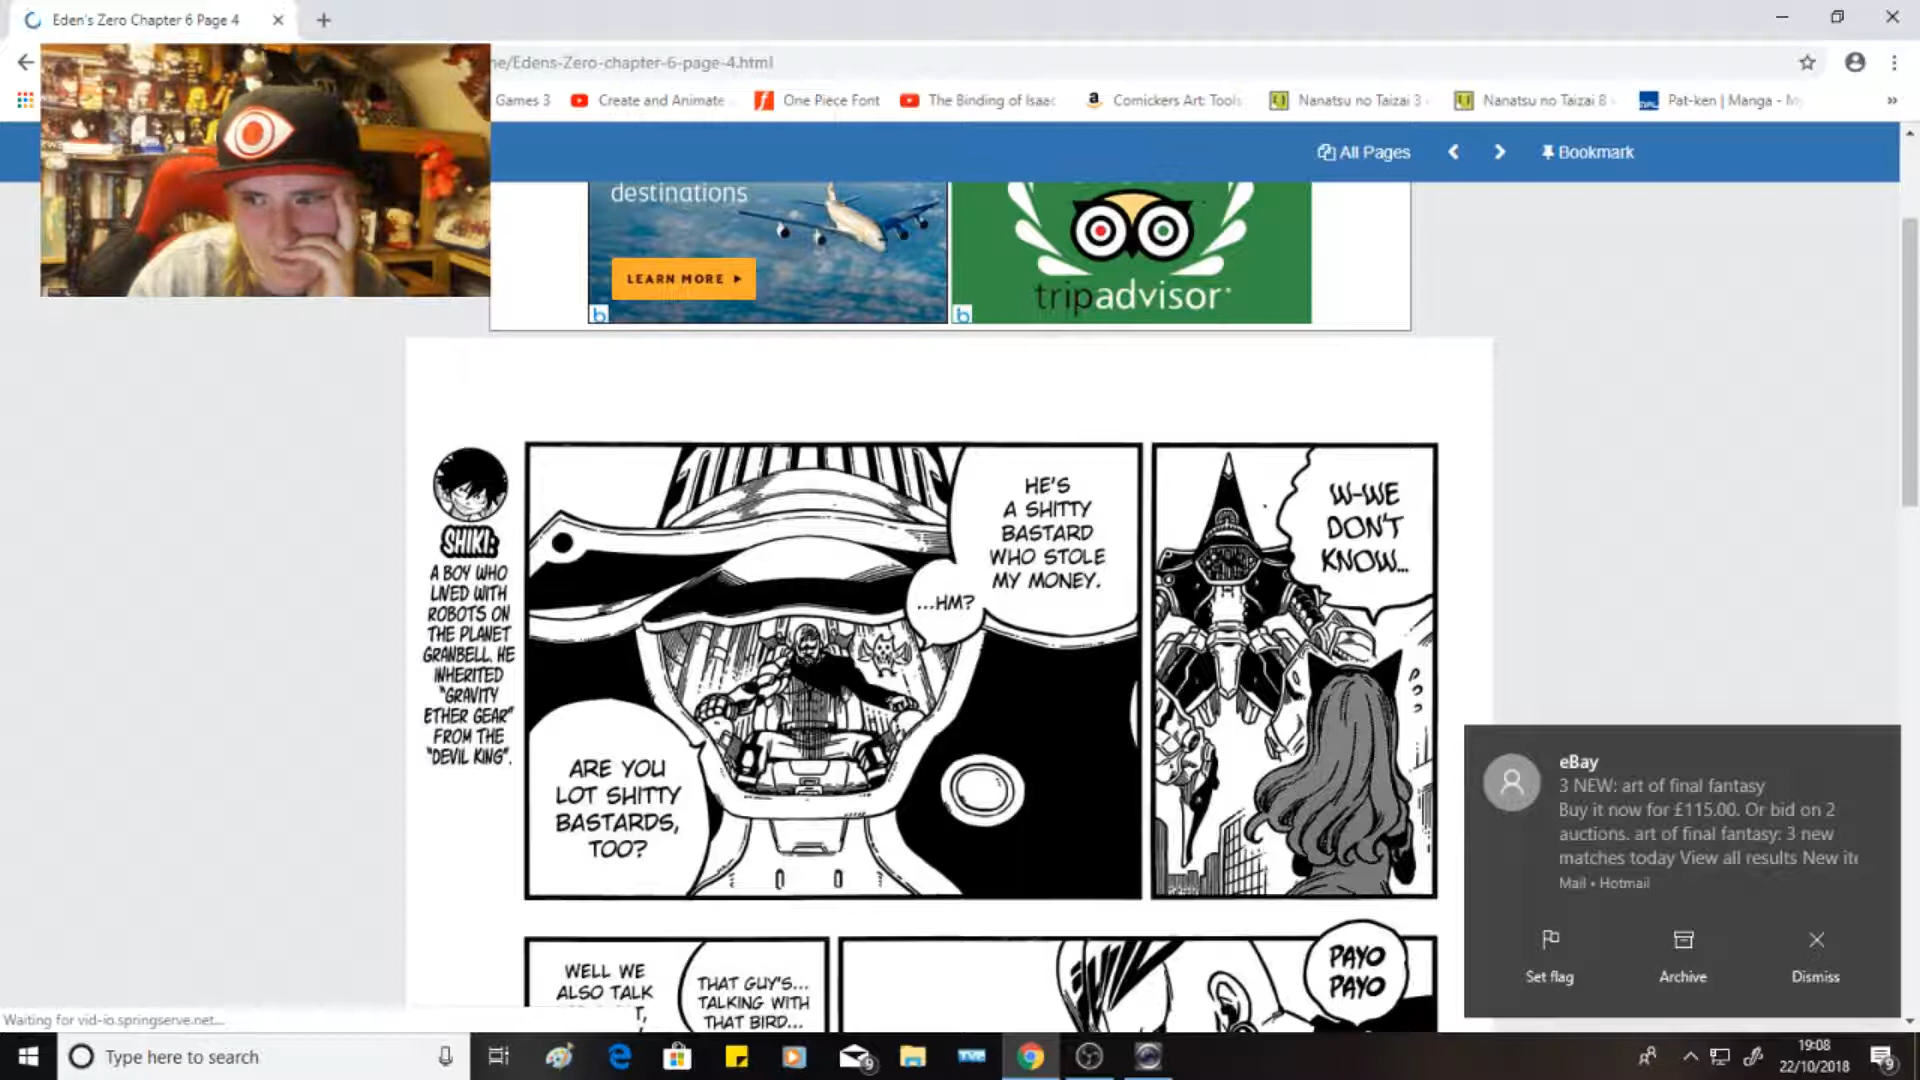 Eden's Zero Chapter 6 Page 4
ne/Edens-Zero-chapter-6-page-4.html
Games 3
Create and Animate
One Piece Font
The Binding of Isaac
Comickers Art: Tools
Nanatsu no Taizai 3
Nanatsu no Taizai 8
Pat-ken | Manga - My
All Pages
Bookmark
destinations
LEARN MORE
tripadvisor
SHIKI:
A BOY WHO
LIVED WITH
ROBOTS ON
THE PLANET
GRANBELL. HE
INHERITED
"GRAVITY
ETHER GEAR"
FROM THE
"DEVIL KING".
HE'S
A SHITTY
BASTARD
WHO STOLE
MY MONEY.
...HM?
ARE YOU
LOT SHITTY
BASTARDS,
TOO?
W-WE
DON'T
KNOW...
WELL WE
ALSO TALK
THAT GUY'S...
TALKING WITH
THAT BIRD...
PAYO
PAYO
eBay
3 NEW: art of final fantasy
Buy it now for £115.00. Or bid on 2
auctions. art of final fantasy: 3 new
matches today View all results New ite
Mail • Hotmail
Set flag
Archive
Dismiss
Waiting for vid-io.springserve.net...
Type here to search
9
TVP
19:08
22/10/2018
9